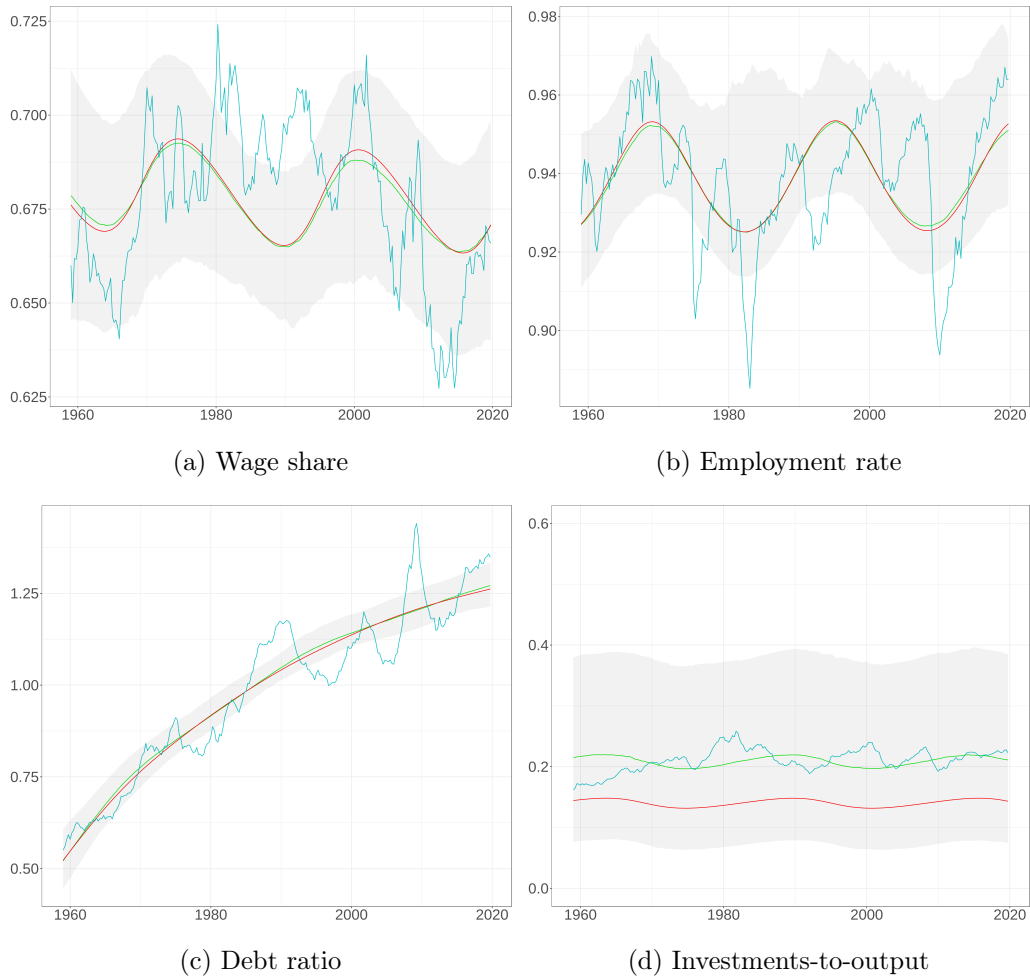 0.725
0.700
0.675
0.650
0.625
1960 1980 2000 2020
(a) Wage share
0.98
0.96
0.94
0.92
0.90
1960 1980 2000 2020
(b) Employment rate
1.25
1.00
0.75
0.50
1960 1980 2000 2020
(c) Debt ratio
0.6
0.4
0.2
0.0
1960 1980 2000 2020
(d) Investments-to-output